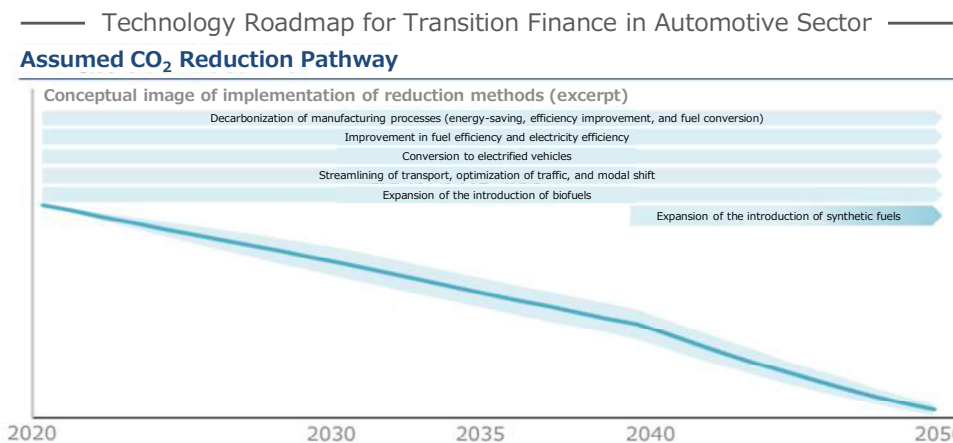 Technology Roadmap for Transition Finance in Automotive Sector
Assumed CO₂ Reduction Pathway
Conceptual image of implementation of reduction methods (excerpt)
Decarbonization of manufacturing processes (energy-saving, efficiency improvement, and fuel conversion)
Improvement in fuel efficiency and electricity efficiency
Conversion to electrified vehicles
Streamlining of transport, optimization of traffic, and modal shift
Expansion of the introduction of biofuels
Expansion of the introduction of synthetic fuels
2020 2030 2035 2040 2050